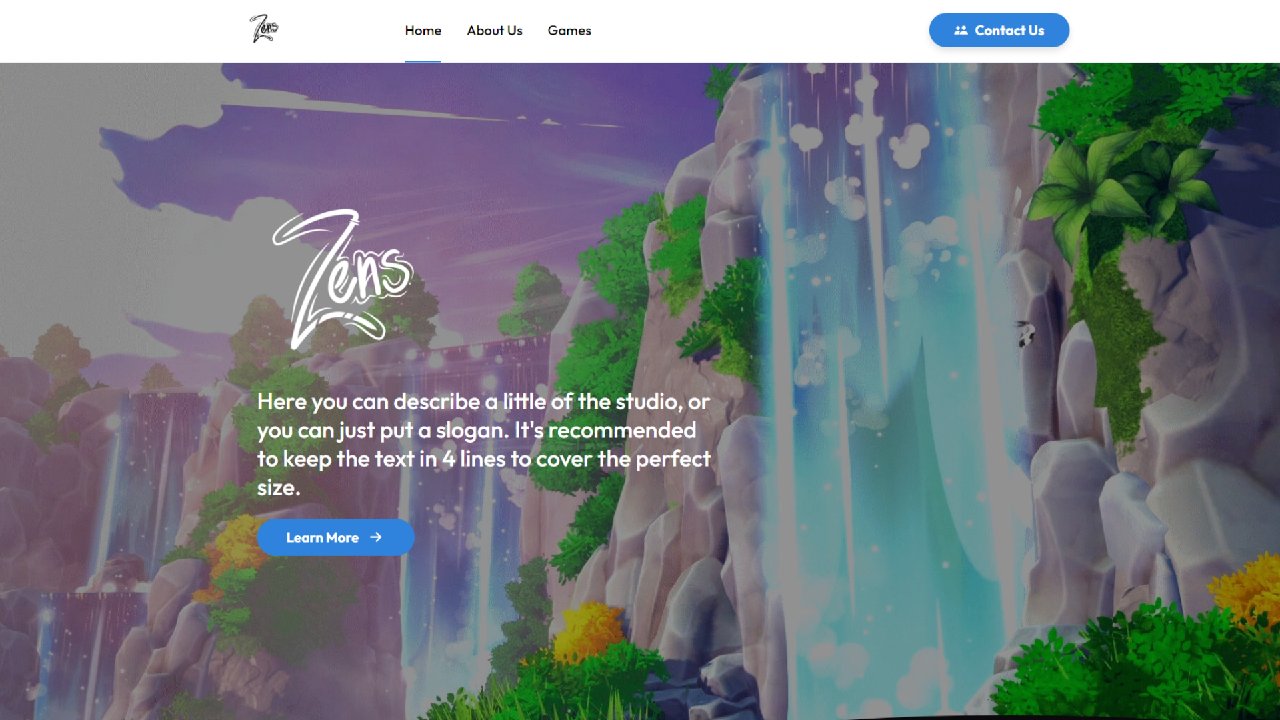 Zens
Home
About Us
Games
Contact Us
Zens
Here you can describe a little of the studio, or
you can just put a slogan. It's recommended
to keep the text in 4 lines to cover the perfect
size.
Learn More